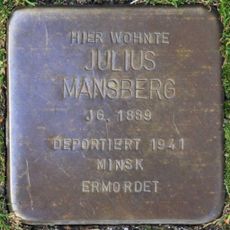 HIER WOHNTE
JULIUS
MANSBERG
JG. 1889
DEPORTIERT 1941
MINSK
ERMORDET